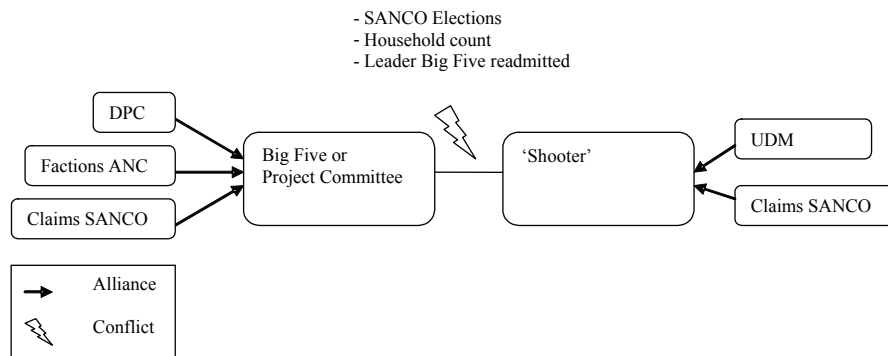 - SANCO Elections
- Household count
- Leader Big Five readmitted
DPC
Factions ANC
Claims SANCO
Big Five or
Project Committee
‘Shooter’
UDM
Claims SANCO
Alliance
Conflict